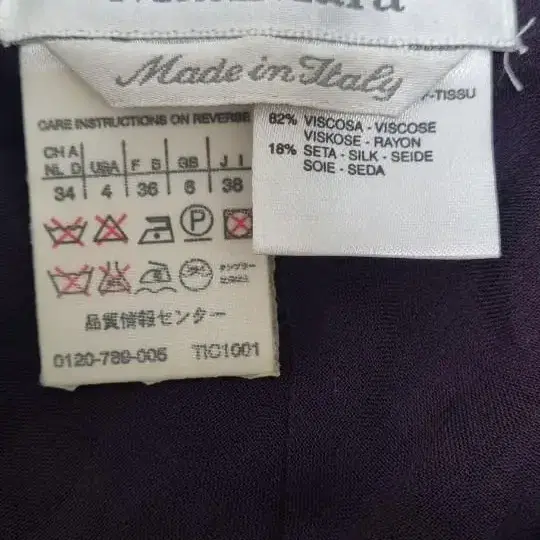 Made in Italy
CARE INSTRUCTIONS ON REVERSE
CH A USA F S GB J I
NL D
34 4 36 6 38
P
品質情報センター
0120-789-005 TIC1001
-TISSU
82% VISCOSA - VISCOSE
VISKOSE - RAYON
18% SETA - SILK - SEIDE
SOIE - SEDA